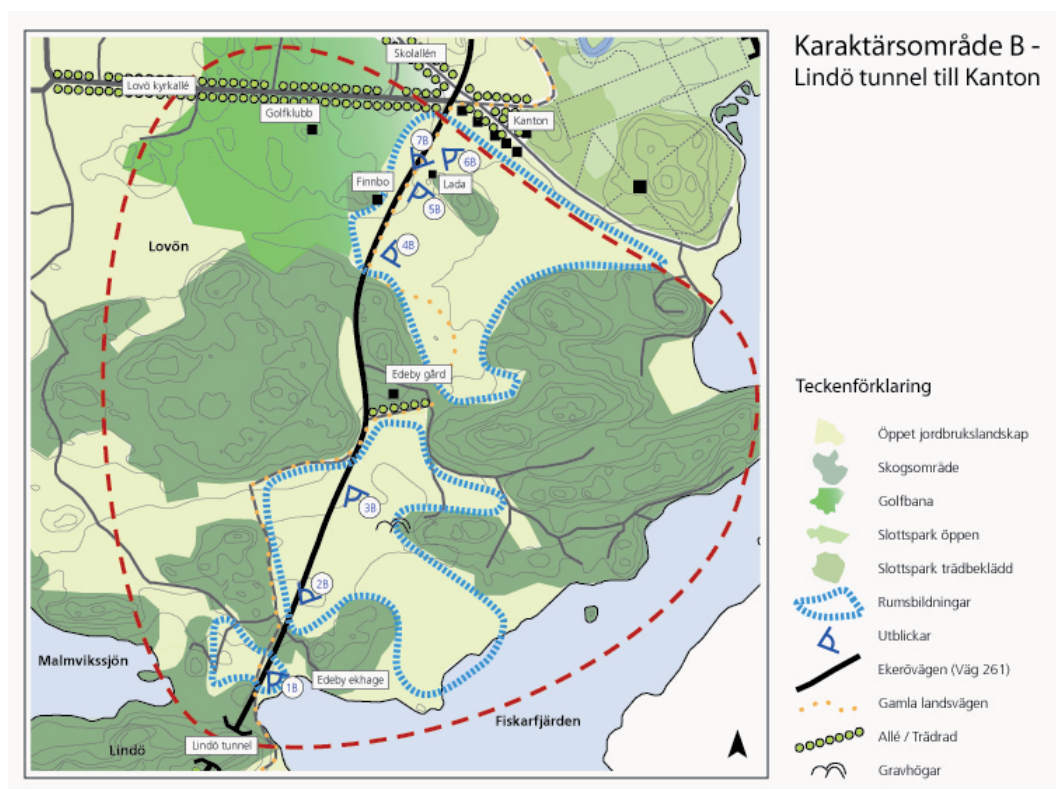 Karaktärsområde B -
Lindö tunnel till Kanton
Skolallén
Lovö kyrkallé
Golfklubb
Kanton
7B
6B
Finnbo
Lada
5B
Lovön
4B
Edeby gård
3B
2B
Malmvikssjön
Edeby ekhage
1B
Fiskarfjärden
Lindö tunnel
Lindö
Teckenförklaring
Öppet jordbrukslandskap
Skogsområde
Golfbana
Slottspark öppen
Slottspark trädbeklädd
Rumsbildningar
Utblickar
Ekerövägen (Väg 261)
Gamla landsvägen
Allé / Trädrad
Gravhögar